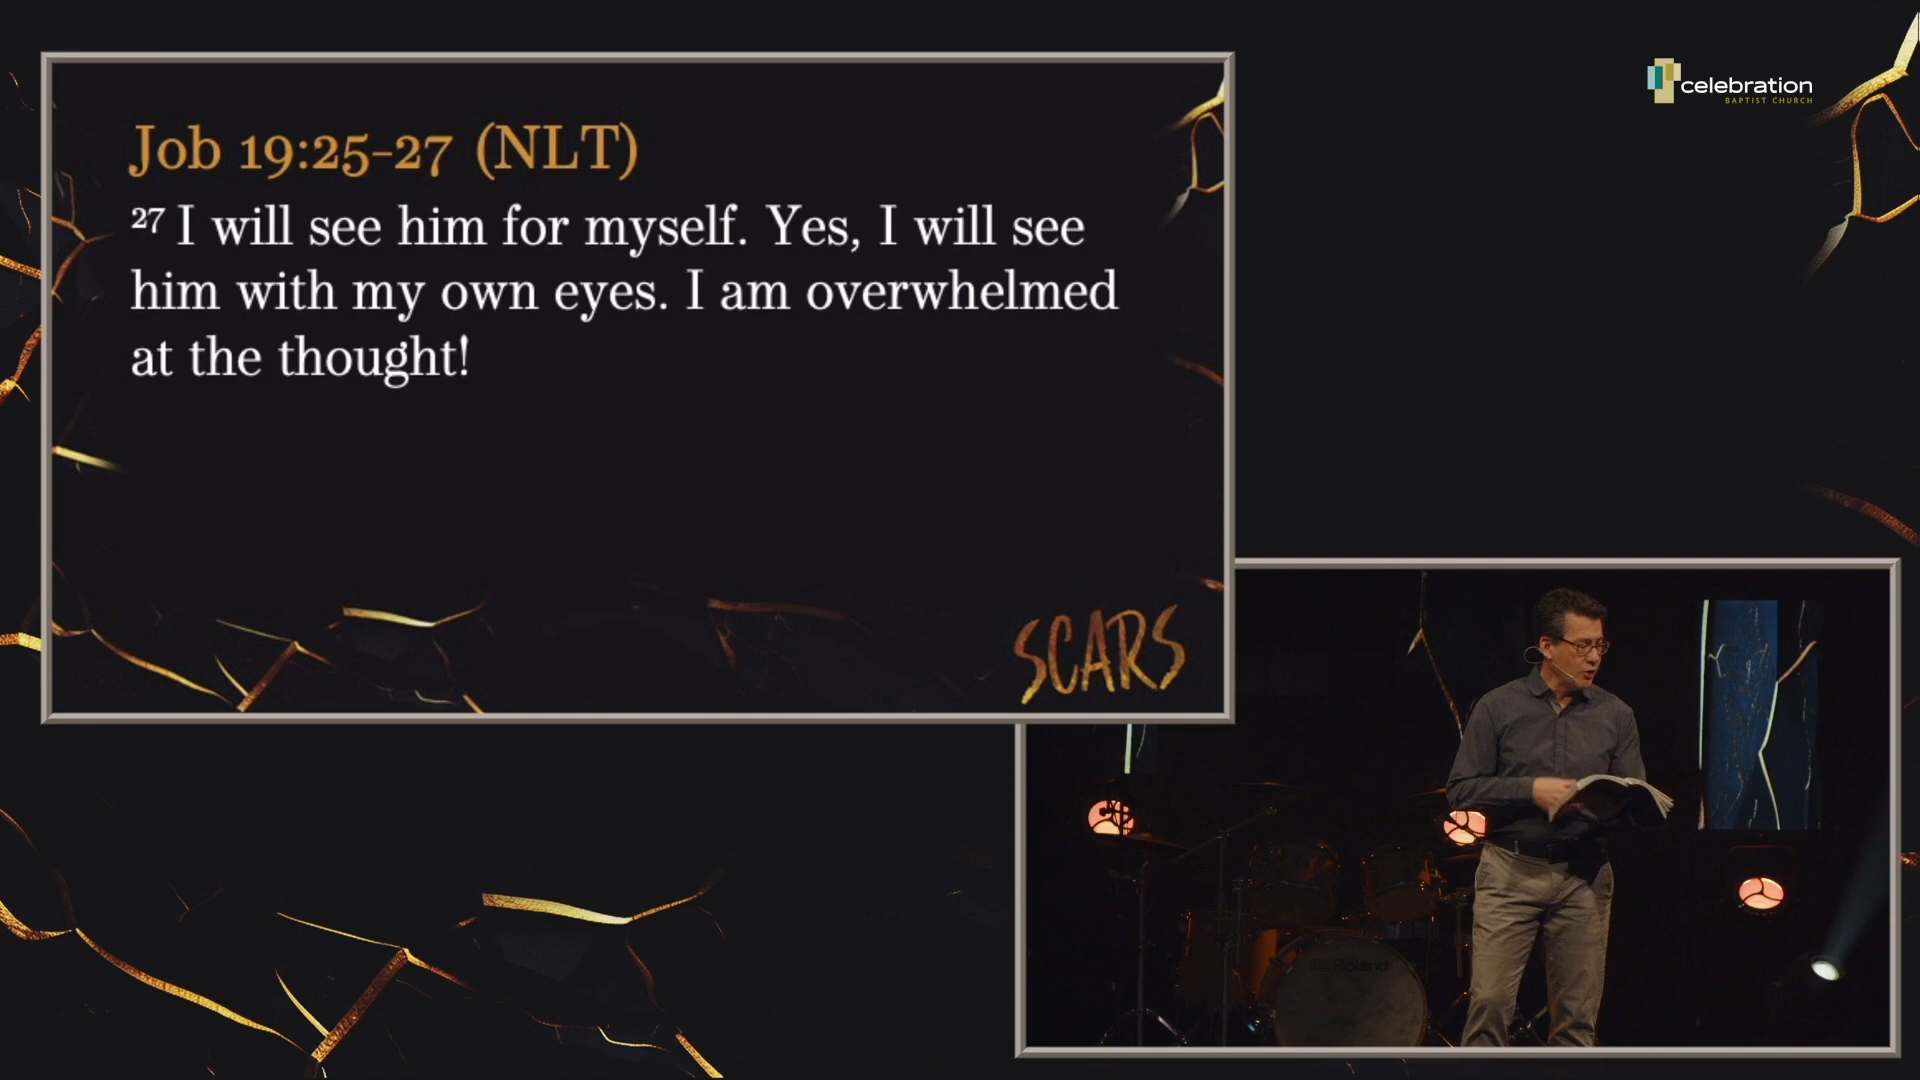 celebration
BAPTIST CHURCH
Job 19:25-27 (NLT)
27 I will see him for myself. Yes, I will see
him with my own eyes. I am overwhelmed
at the thought!
SCARS
Roland